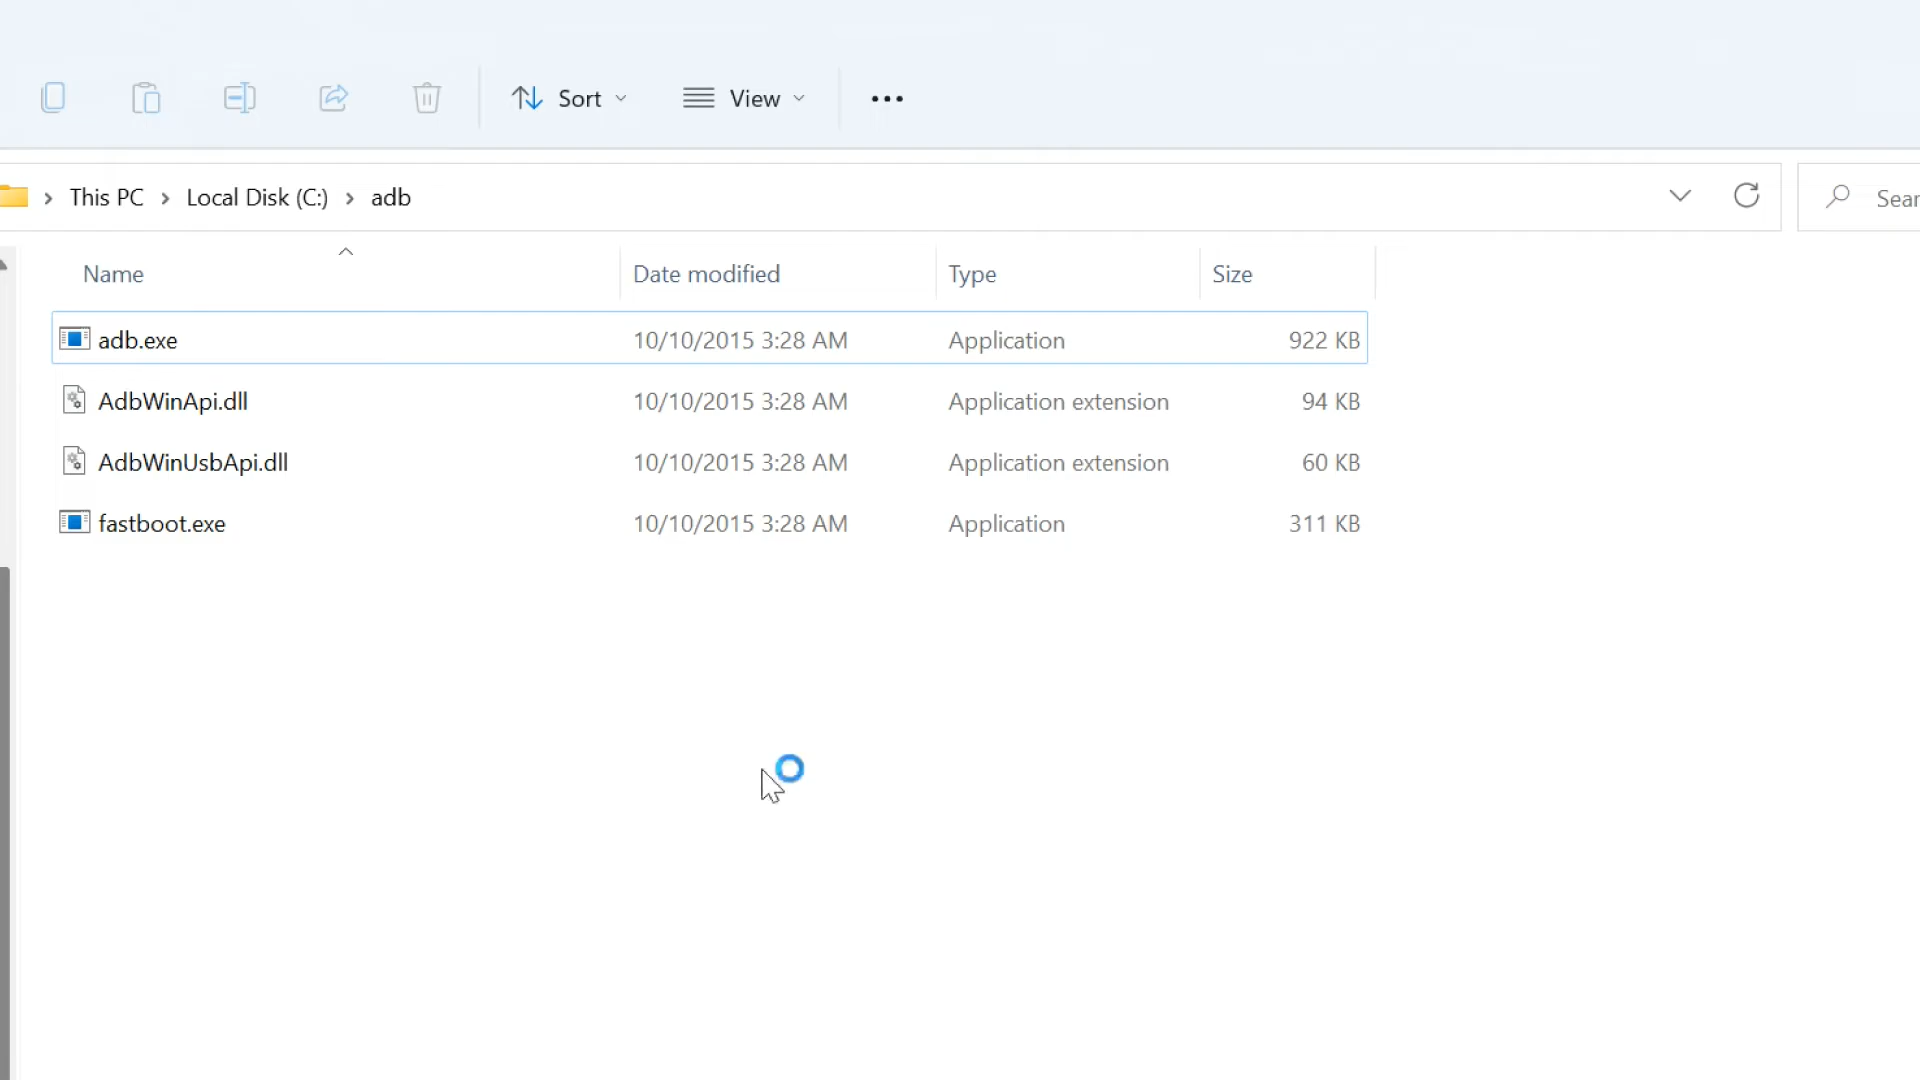 Sort View
This PC Local Disk (C:) adb
Name Date modified Type Size
adb.exe 10/10/2015 3:28 AM Application 922 KB
AdbWinApi.dll 10/10/2015 3:28 AM Application extension 94 KB
AdbWinUsbApi.dll 10/10/2015 3:28 AM Application extension 60 KB
fastboot.exe 10/10/2015 3:28 AM Application 311 KB